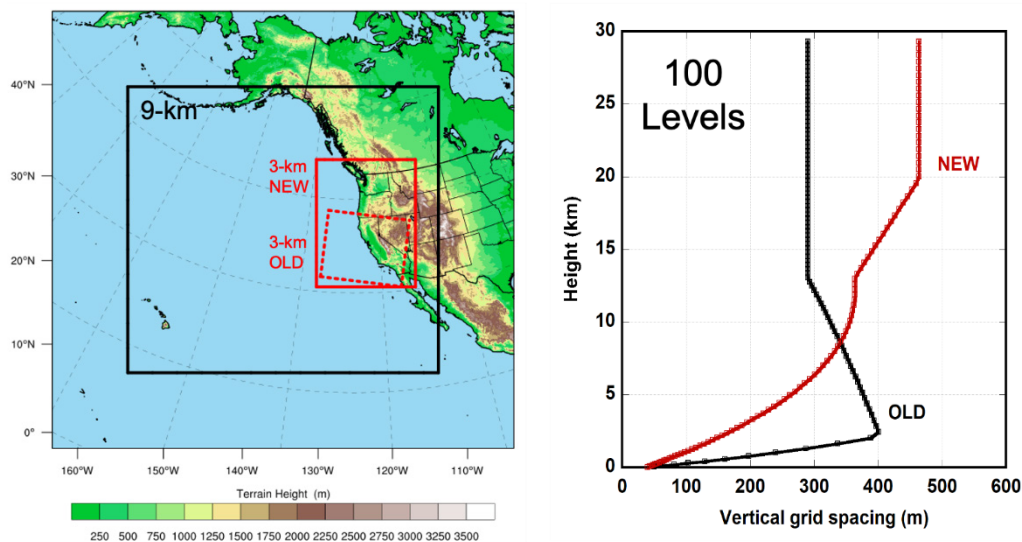 40°N
30°N
20°N
10°N
0°
9-km
3-km
NEW
3-km
OLD
160°W 150°W 140°W 130°W 120°W 110°W
Terrain Height (m)
250 500 750 1000 1250 1500 1750 2000 2250 2500 2750 3000 3250 3500
100
Levels
NEW
OLD
Height (km)
30
25
20
15
10
5
0
0 100 200 300 400 500 600
Vertical grid spacing (m)